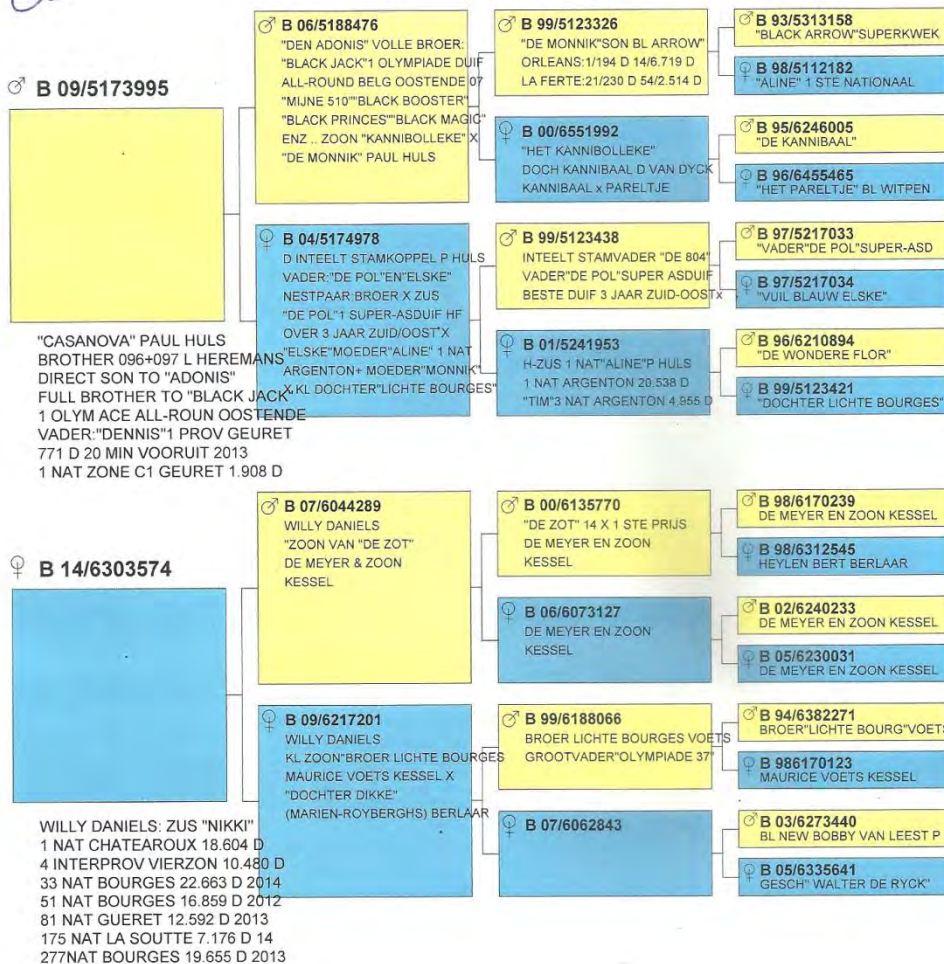 ♂ B 09/5173995
"CASANOVA" PAUL HULS
BROTHER 096+097 L HEREMANS
DIRECT SON TO "ADONIS"
FULL BROTHER TO "BLACK JACK"
1 OLYM ACE ALL-ROUN OOSTENDE
VADER:"DENNIS"1 PROV GEURET
771 D 20 MIN VOORUIT 2013
1 NAT ZONE C1 GEURET 1.908 D
♂ B 06/5188476
"DEN ADONIS" VOLLE BROER:
"BLACK JACK"1 OLYMPIADE DUIF
ALL-ROUND BELG OOSTENDE 07
"MIJNE 510""BLACK BOOSTER"
"BLACK PRINCES""BLACK MAGIC"
ENZ .. ZOON "KANNIBOLLEKE" X
"DE MONNIK" PAUL HULS
♀ B 04/5174978
D INTEELT STAMKOPPEL P HULS
VADER:"DE POL"EN"ELSKE"
NESTPAAR:BROER X ZUS
"DE POL"1 SUPER-ASDUIF HF
OVER 3 JAAR ZUID/OOST"X
"ELSKE"MOEDER"ALINE" 1 NAT
ARGENTON+ MOEDER"MONNIK"
X KL DOCHTER"LICHTE BOURGES"
♂ B 99/5123326
"DE MONNIK"SON BL ARROW"
ORLEANS:1/194 D 14/6.719 D
LA FERTE:21/230 D 54/2.514 D
♀ B 00/6551992
"HET KANNIBOLLEKE"
DOCH KANNIBAAL D VAN DYCK
KANNIBAAL x PARELTJE
♂ B 99/5123438
INTEELT STAMVADER "DE 804"
VADER"DE POL"SUPER ASDUIF
BESTE DUIF 3 JAAR ZUID-OOSTx
♀ B 01/5241953
H-ZUS 1 NAT"ALINE"P HULS
1 NAT ARGENTON 20.538 D
"TIM"3 NAT ARGENTON 4.955 D
♂ B 93/5313158
"BLACK ARROW"SUPERKWEK
♀ B 98/5112182
"ALINE" 1 STE NATIONAAL
♂ B 95/6246005
"DE KANNIBAAL"
♀ B 96/6455465
"HET PARELTJE" BL WITPEN
♂ B 97/5217033
"VADER"DE POL"SUPER-ASD
♀ B 97/5217034
"VUIL BLAUW ELSKE"
♂ B 96/6210894
"DE WONDERE FLOR"
♀ B 99/5123421
"DOCHTER LICHTE BOURGES"
♀ B 14/6303574
WILLY DANIELS: ZUS "NIKKI"
1 NAT CHATEAROUX 18.604 D
4 INTERPROV VIERZON 10.480 D
33 NAT BOURGES 22.663 D 2014
51 NAT BOURGES 16.859 D 2012
81 NAT GUERET 12.592 D 2013
175 NAT LA SOUTTE 7.176 D 14
277NAT BOURGES 19.655 D 2013
♂ B 07/6044289
WILLY DANIELS
"ZOON VAN "DE ZOT"
DE MEYER & ZOON
KESSEL
♀ B 09/6217201
WILLY DANIELS
KL ZOON"BROER LICHTE BOURGES
MAURICE VOETS KESSEL X
"DOCHTER DIKKE"
(MARIEN-ROYBERGHS) BERLAAR
♂ B 00/6135770
"DE ZOT" 14 X 1 STE PRIJS
DE MEYER EN ZOON
KESSEL
♀ B 06/6073127
DE MEYER EN ZOON
KESSEL
♂ B 99/6188066
BROER LICHTE BOURGES VOETS
GROOTVADER"OLYMPIADE 37"
♀ B 07/6062843
♂ B 98/6170239
DE MEYER EN ZOON KESSEL
♀ B 98/6312545
HEYLEN BERT BERLAAR
♂ B 02/6240233
DE MEYER EN ZOON KESSEL
♀ B 05/6230031
DE MEYER EN ZOON KESSEL
♂ B 94/6382271
BROER"LICHTE BOURG"VOETS
♀ B 986170123
MAURICE VOETS KESSEL
♂ B 03/6273440
BL NEW BOBBY VAN LEEST P
♀ B 05/6335641
GESCH" WALTER DE RYCK"